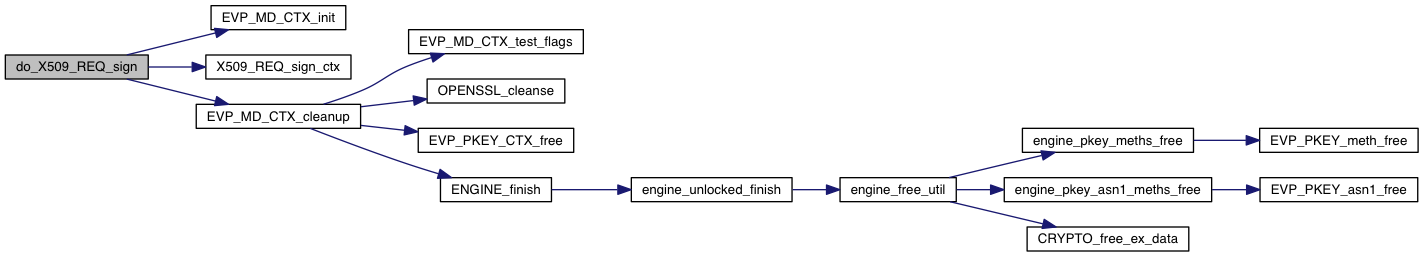 do_X509_REQ_sign
EVP_MD_CTX_init
X509_REQ_sign_ctx
EVP_MD_CTX_cleanup
EVP_MD_CTX_test_flags
OPENSSL_cleanse
EVP_PKEY_CTX_free
ENGINE_finish
engine_unlocked_finish
engine_free_util
engine_pkey_meths_free
EVP_PKEY_meth_free
engine_pkey_asn1_meths_free
EVP_PKEY_asn1_free
CRYPTO_free_ex_data